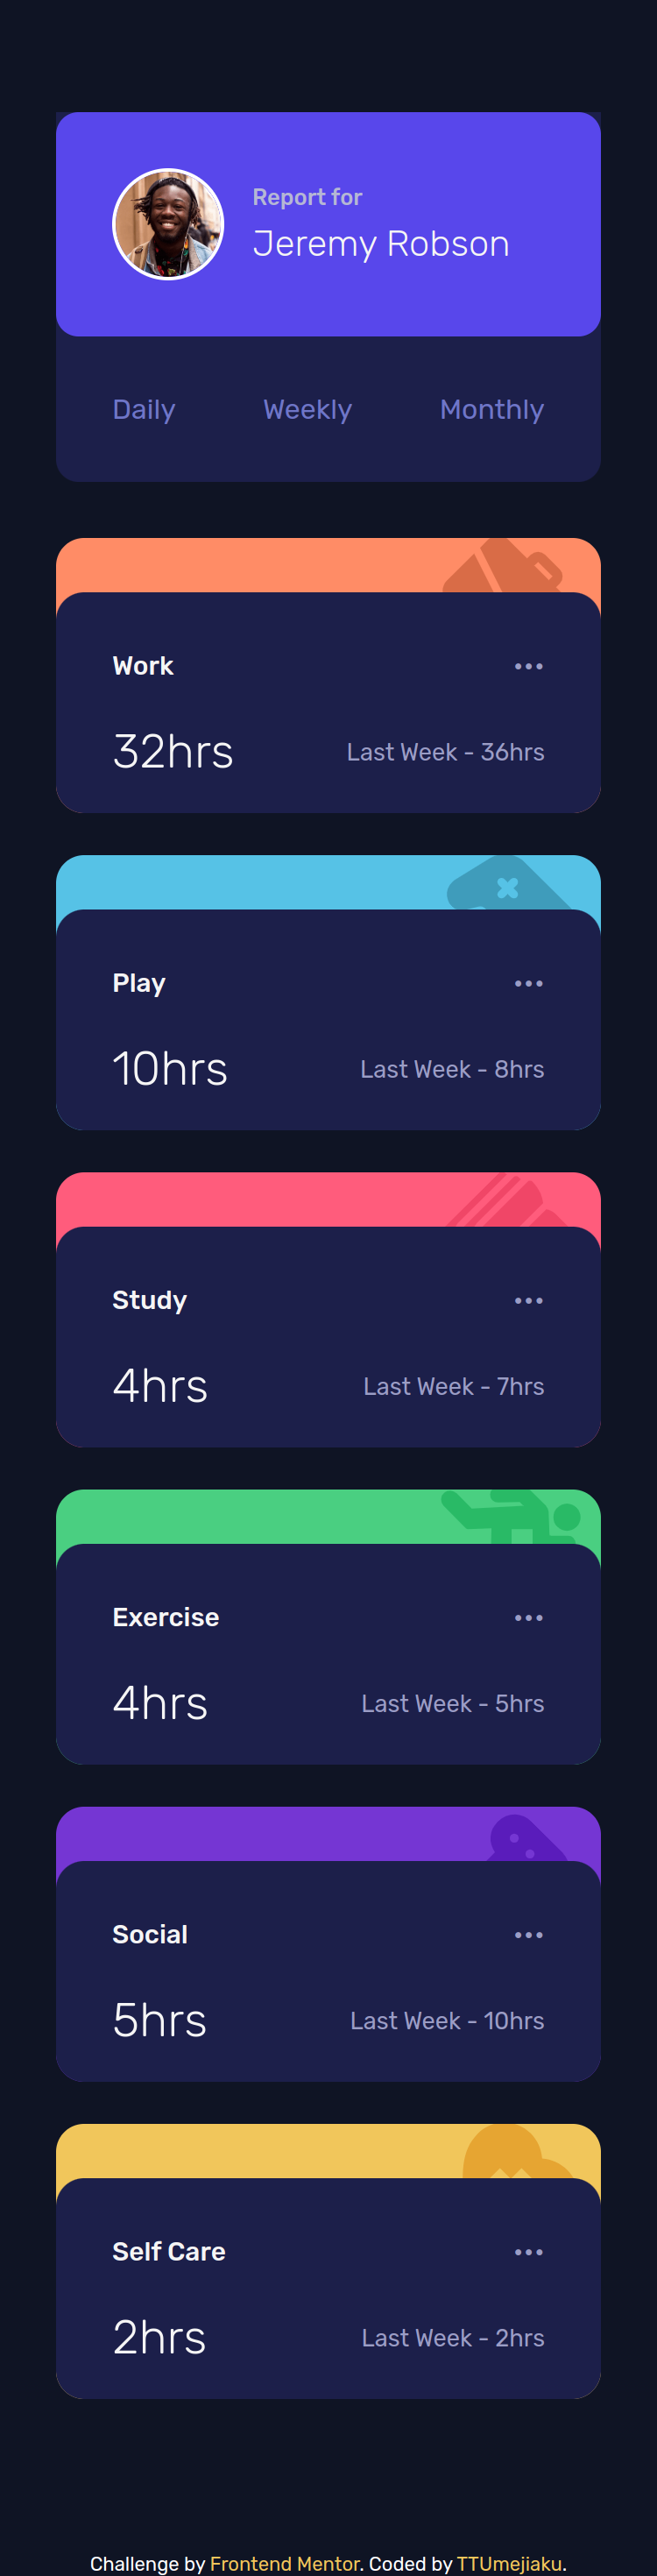 Report for
Jeremy Robson
Daily Weekly Monthly
Work
32hrs Last Week - 36hrs
Play
10hrs Last Week - 8hrs
Study
4hrs Last Week - 7hrs
Exercise
4hrs Last Week - 5hrs
Social
5hrs Last Week - 10hrs
Self Care
2hrs Last Week - 2hrs
Challenge by Frontend Mentor. Coded by TTUmejiaku.